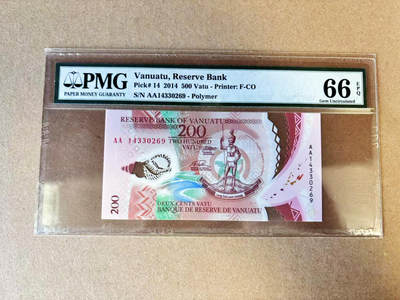 PMG
PAPER MONEY GUARANTY
Vanuatu, Reserve Bank
Pick# 14 2014 500 Vatu - Printer: F-CO
S/N AA14330269 - Polymer
66 EPQ
Gem Uncirculated
RESERVE BANK OF VANUATU
200
AA 14330269
TWO HUNDRED
VATU
AA14330269
200
DEUX-CENTS VATU
BANQUE DE RESERVE DE VANUATU